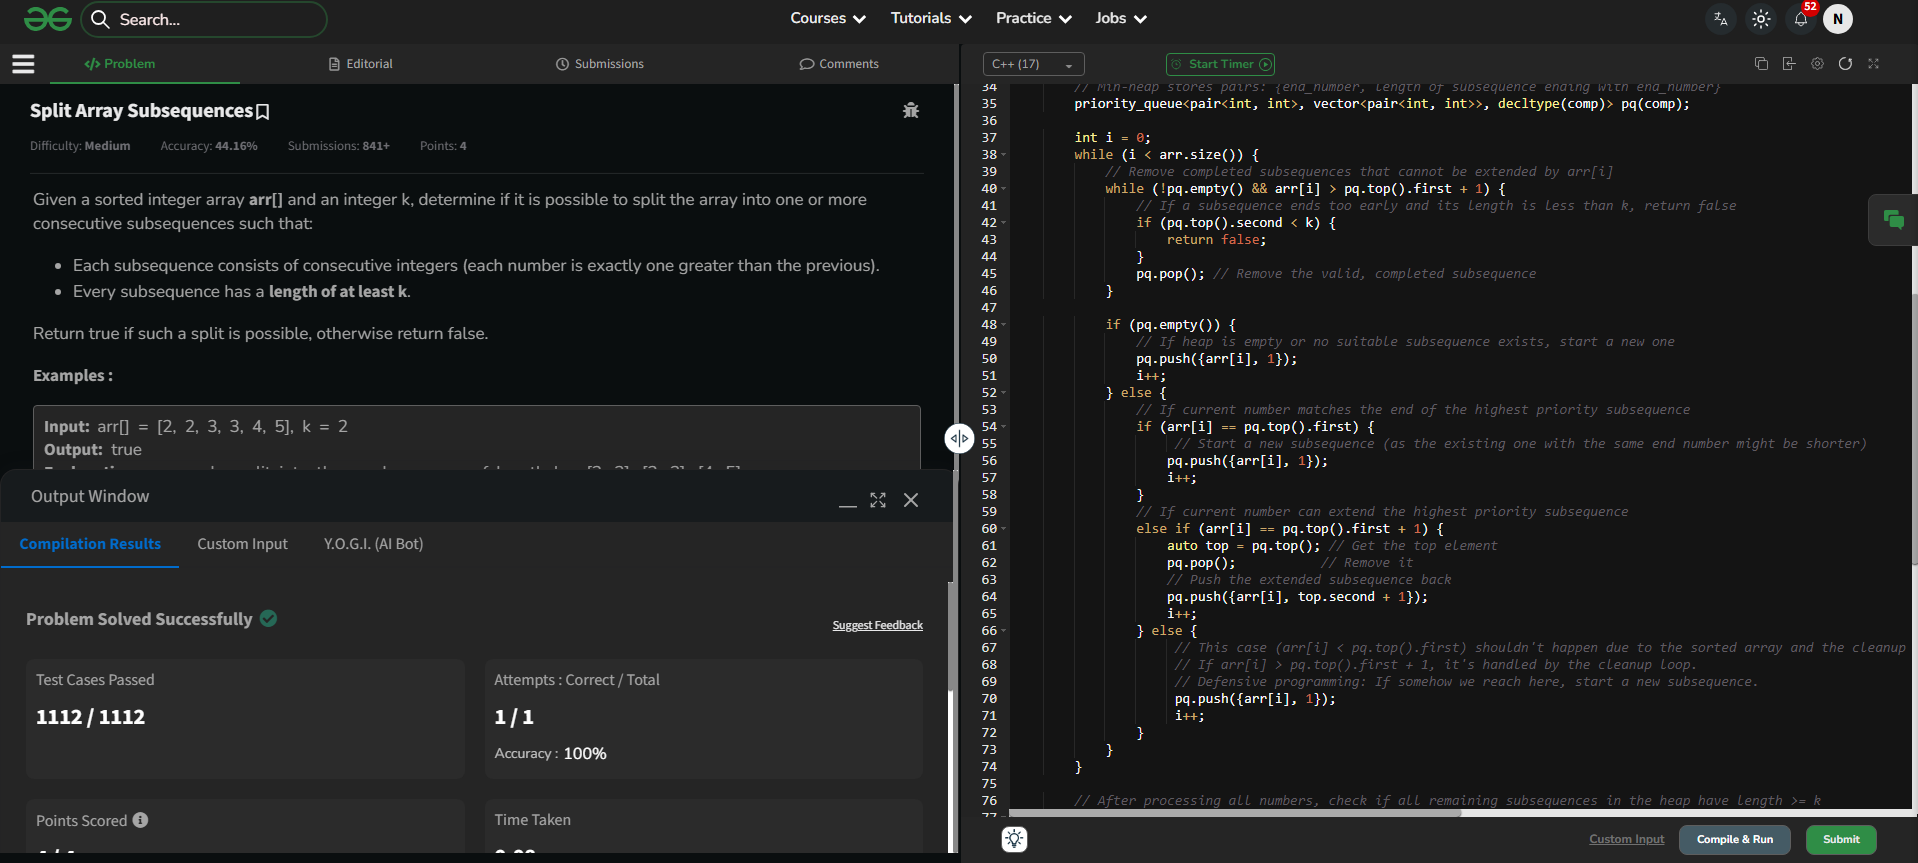 Search...
Courses
Tutorials
Practice
Jobs
52
N
Problem
Editorial
Submissions
Comments
C++ (17)
Start Timer
Split Array Subsequences
Difficulty: Medium Accuracy: 44.16% Submissions: 841+ Points: 4
Given a sorted integer array arr[] and an integer k, determine if it is possible to split the array into one or more
consecutive subsequences such that:
Each subsequence consists of consecutive integers (each number is exactly one greater than the previous).
Every subsequence has a length of at least k.
Return true if such a split is possible, otherwise return false.
Examples :
Input: arr[] = [2, 2, 3, 3, 4, 5], k = 2
Output: true
Output Window
Compilation Results
Custom Input
Y.O.G.I. (AI Bot)
Problem Solved Successfully
Suggest Feedback
Test Cases Passed
1112 / 1112
Attempts : Correct / Total
1 / 1
Accuracy : 100%
Points Scored
Time Taken
34 // Min-heap stores pairs: {end_number, length of subsequence ending with end_number}
35 priority_queue<pair<int, int>, vector<pair<int, int>>, decltype(comp)> pq(comp);
36
37 int i = 0;
38 while (i < arr.size()) {
39 // Remove completed subsequences that cannot be extended by arr[i]
40 while (!pq.empty() && arr[i] > pq.top().first + 1) {
41 // If a subsequence ends too early and its length is less than k, return false
42 if (pq.top().second < k) {
43 return false;
44 }
45 pq.pop(); // Remove the valid, completed subsequence
46 }
47
48 if (pq.empty()) {
49 // If heap is empty or no suitable subsequence exists, start a new one
50 pq.push({arr[i], 1});
51 i++;
52 } else {
53 // If current number matches the end of the highest priority subsequence
54 if (arr[i] == pq.top().first) {
55 // Start a new subsequence (as the existing one with the same end number might be shorter)
56 pq.push({arr[i], 1});
57 i++;
58 }
59 // If current number can extend the highest priority subsequence
60 else if (arr[i] == pq.top().first + 1) {
61 auto top = pq.top(); // Get the top element
62 pq.pop(); // Remove it
63 // Push the extended subsequence back
64 pq.push({arr[i], top.second + 1});
65 i++;
66 } else {
67 // This case (arr[i] < pq.top().first) shouldn't happen due to the sorted array and the cleanup
68 // If arr[i] > pq.top().first + 1, it's handled by the cleanup loop.
69 // Defensive programming: If somehow we reach here, start a new subsequence.
70 pq.push({arr[i], 1});
71 i++;
72 }
73 }
74 }
75
76 // After processing all numbers, check if all remaining subsequences in the heap have length >= k
77
Custom Input
Compile & Run
Submit